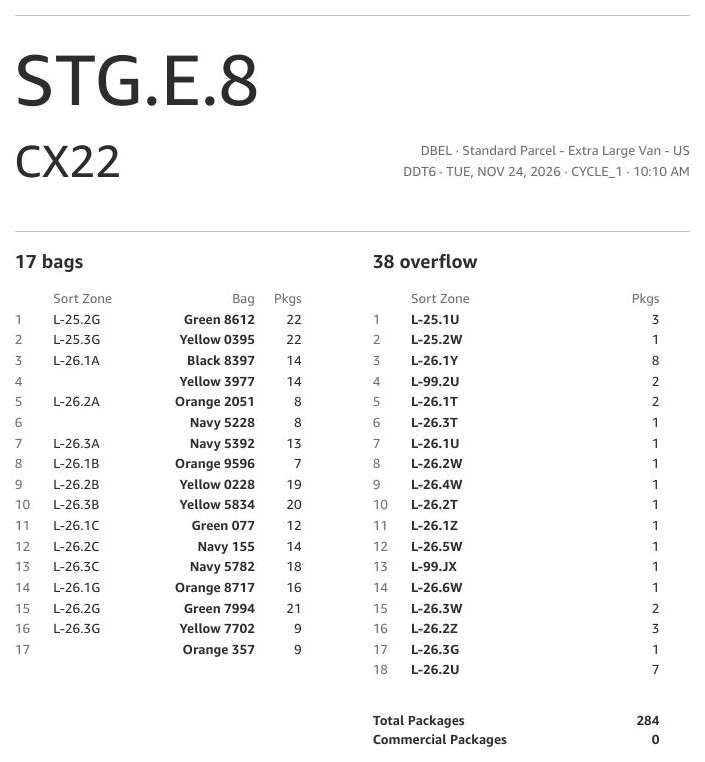 STG.E.8
CX22
DBEL · Standard Parcel - Extra Large Van - US
DDT6 · TUE, NOV 24, 2026 · CYCLE_1 · 10:10 AM
17 bags
Sort Zone Bag Pkgs
1 L-25.2G Green 8612 22
2 L-25.3G Yellow 0395 22
3 L-26.1A Black 8397 14
4 Yellow 3977 14
5 L-26.2A Orange 2051 8
6 Navy 5228 8
7 L-26.3A Navy 5392 13
8 L-26.1B Orange 9596 7
9 L-26.2B Yellow 0228 19
10 L-26.3B Yellow 5834 20
11 L-26.1C Green 077 12
12 L-26.2C Navy 155 14
13 L-26.3C Navy 5782 18
14 L-26.1G Orange 8717 16
15 L-26.2G Green 7994 21
16 L-26.3G Yellow 7702 9
17 Orange 357 9
38 overflow
Sort Zone Pkgs
1 L-25.1U 3
2 L-25.2W 1
3 L-26.1Y 8
4 L-99.2U 2
5 L-26.1T 2
6 L-26.3T 1
7 L-26.1U 1
8 L-26.2W 1
9 L-26.4W 1
10 L-26.2T 1
11 L-26.1Z 1
12 L-26.5W 1
13 L-99.JX 1
14 L-26.6W 1
15 L-26.3W 2
16 L-26.2Z 3
17 L-26.3G 1
18 L-26.2U 7
Total Packages 284
Commercial Packages 0